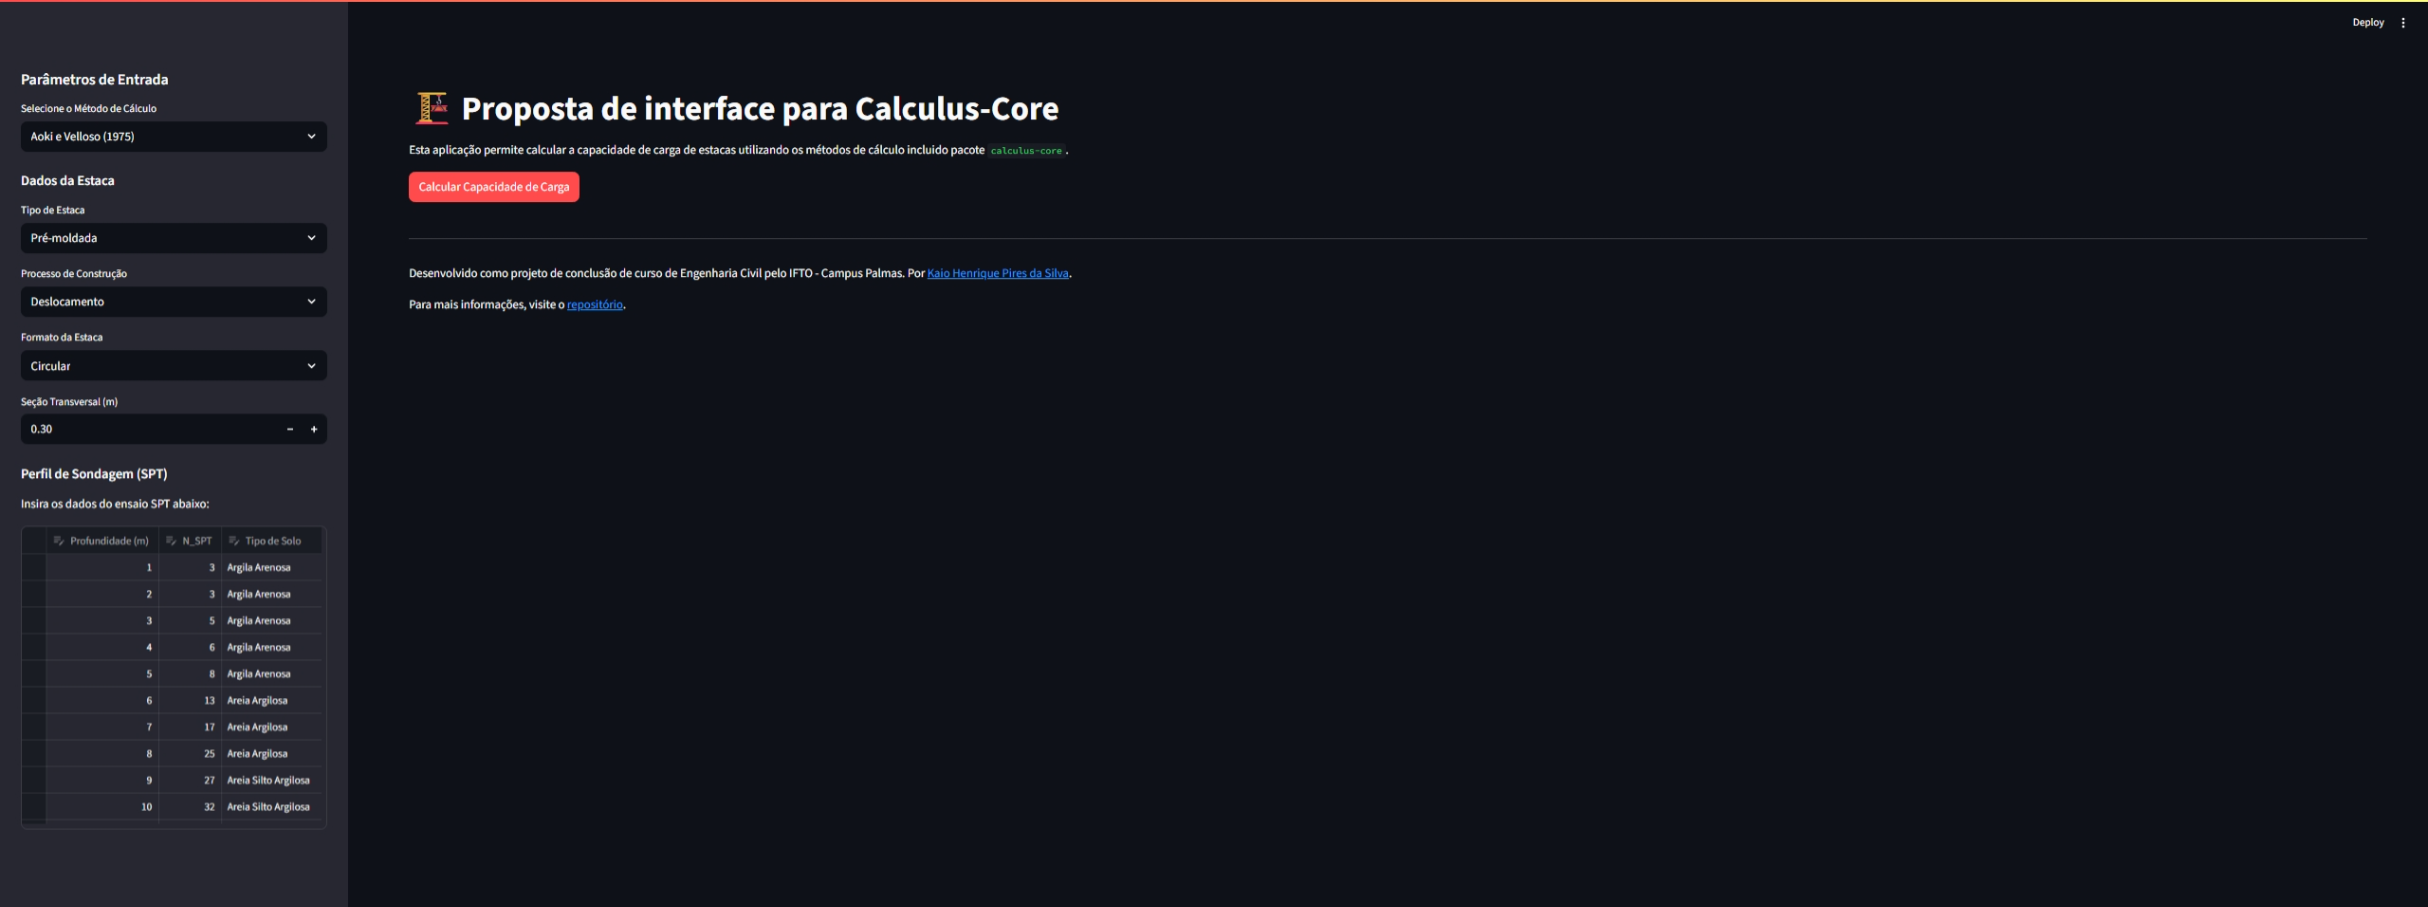 Deploy
Parâmetros de Entrada
Selecione o Método de Cálculo
Aoki e Velloso (1975)
Dados da Estaca
Tipo de Estaca
Pré-moldada
Processo de Construção
Deslocamento
Formato da Estaca
Circular
Seção Transversal (m)
0.30 − +
Perfil de Sondagem (SPT)
Insira os dados do ensaio SPT abaixo:
Profundidade (m) N_SPT Tipo de Solo
1 3 Argila Arenosa
2 3 Argila Arenosa
3 5 Argila Arenosa
4 6 Argila Arenosa
5 8 Argila Arenosa
6 13 Areia Argilosa
7 17 Areia Argilosa
8 25 Areia Argilosa
9 27 Areia Silto Argilosa
10 32 Areia Silto Argilosa
Proposta de interface para Calculus-Core
Esta aplicação permite calcular a capacidade de carga de estacas utilizando os métodos de cálculo incluido pacote calculus-core.
Calcular Capacidade de Carga
Desenvolvido como projeto de conclusão de curso de Engenharia Civil pelo IFTO - Campus Palmas. Por Kaio Henrique Pires da Silva.
Para mais informações, visite o repositório.